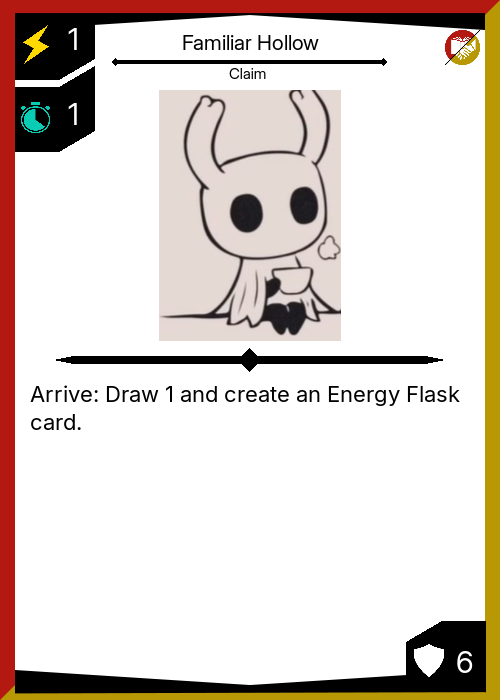 1
Familiar Hollow
Claim
1
Arrive: Draw 1 and create an Energy Flask
card.
6